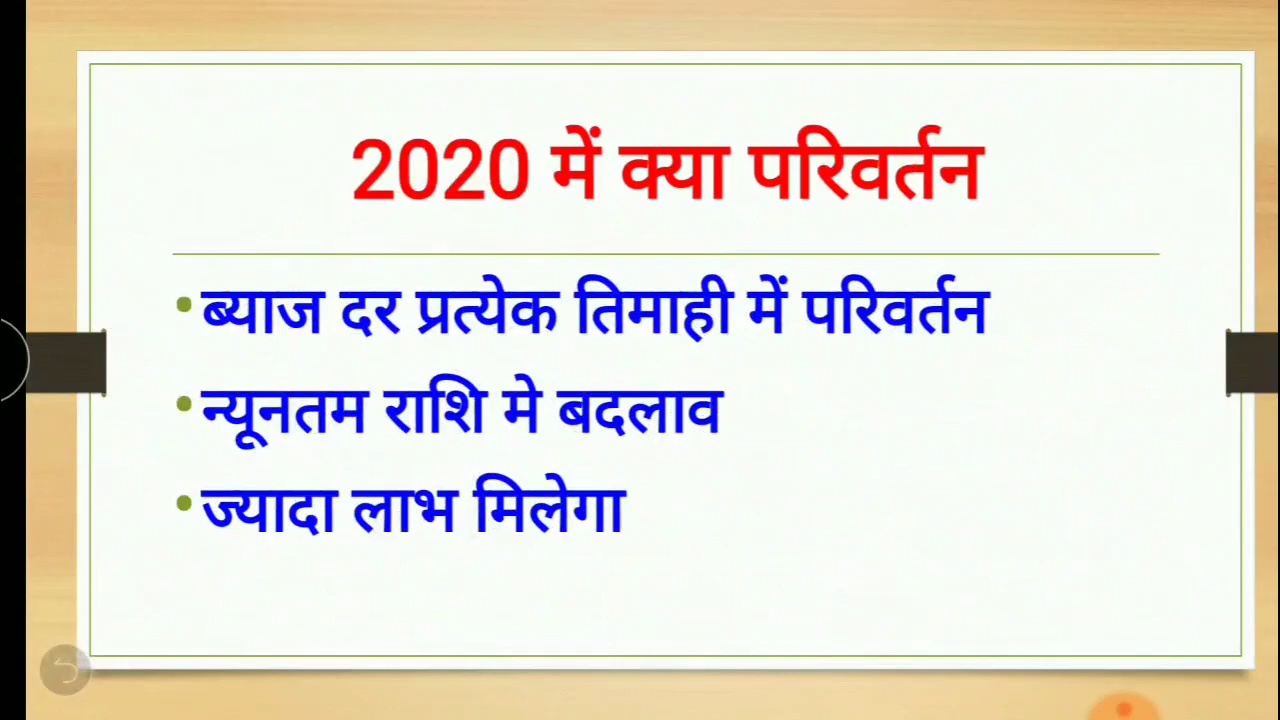 2020 में क्या परिवर्तन
• ब्याज दर प्रत्येक तिमाही में परिवर्तन
• न्यूनतम राशि मे बदलाव
• ज्यादा लाभ मिलेगा